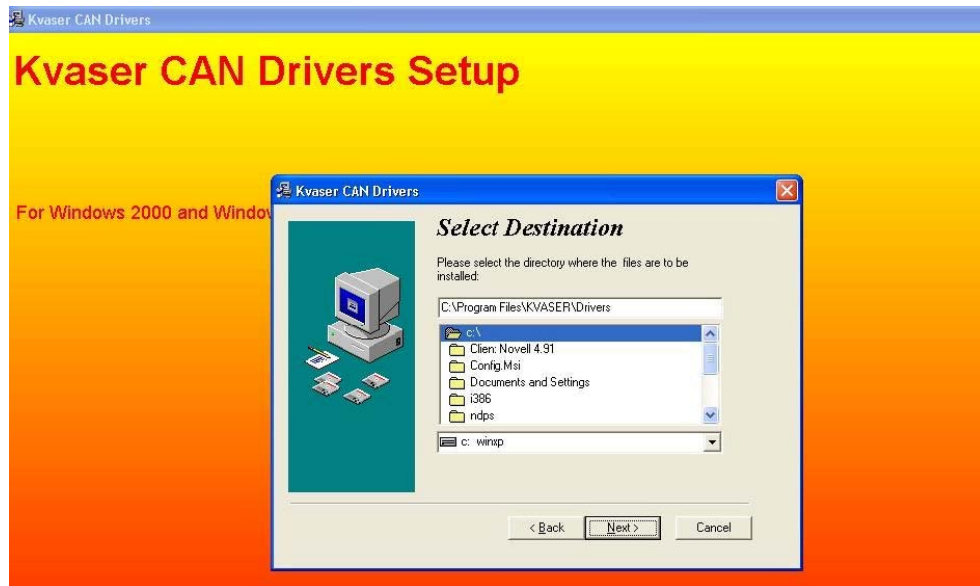 Kvaser CAN Drivers
Kvaser CAN Drivers Setup
For Windows 2000 and
Kvaser CAN Drivers
Select Destination
Please select the directory where the files are to be
installed:
C:\Program Files\KVASER\Drivers
c:\
Clien: Novell 4.91
Config.Msi
Documents and Settings
i386
ndps
c: winxp
< Back
Next >
Cancel